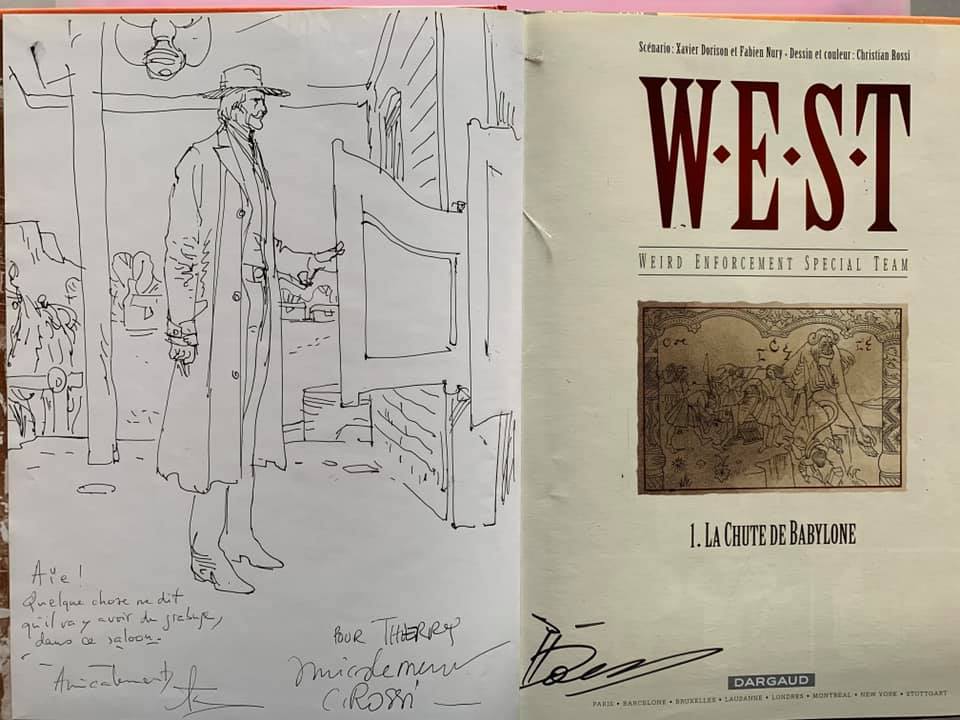 Aïe!
Quelque chose me dit
qu'il va y avoir du grabuge,
dans ce saloon.
Amicalement
POUR THIERRY
C. ROSSI
Scénario : Xavier Dorison et Fabien Nury - Dessin et couleur : Christian Rossi
W·E·S·T
WEIRD ENFORCEMENT SPECIAL TEAM
1. LA CHUTE DE BABYLONE
DARGAUD
PARIS • BARCELONE • BRUXELLES • LAUSANNE • LONDRES • MONTRÉAL • NEW YORK • STUTTGART